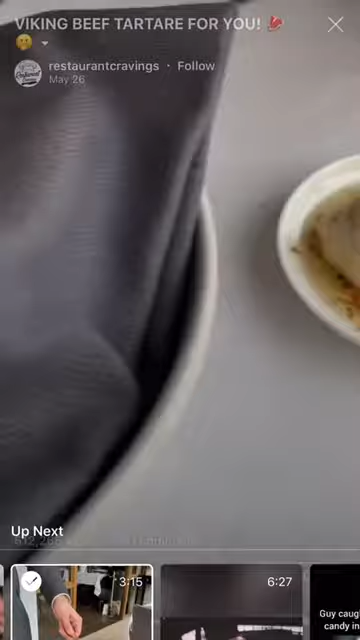 VIKING BEEF TARTARE FOR YOU! 🥩
🤫
restaurantcravings · Follow
May 26
Up Next
3:15
6:27
Guy caug
candy in